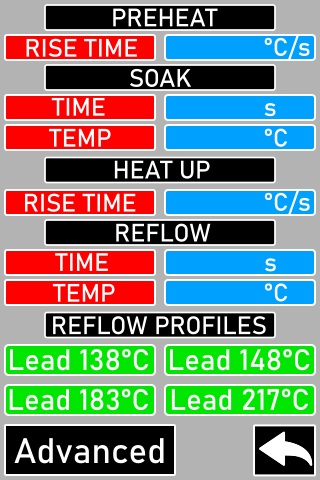 PREHEAT
RISE TIME °C/s
SOAK
TIME s
TEMP °C
HEAT UP
RISE TIME °C/s
REFLOW
TIME s
TEMP °C
REFLOW PROFILES
Lead 138°C Lead 148°C
Lead 183°C Lead 217°C
Advanced